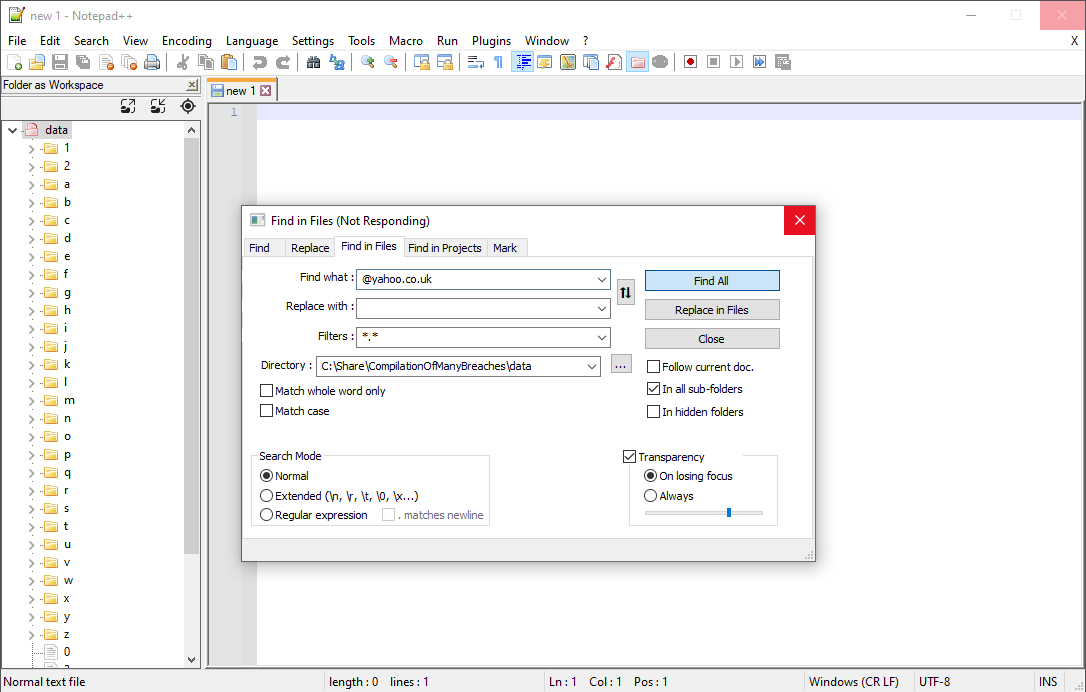 new 1 - Notepad++
File Edit Search View Encoding Language Settings Tools Macro Run Plugins Window ? X
Folder as Workspace
new 1
1
data
1
2
a
b
c
d
e
f
g
h
i
j
k
l
m
n
o
p
q
r
s
t
u
v
w
x
y
z
0
Find in Files (Not Responding)
Find Replace Find in Files Find in Projects Mark
Find what : @yahoo.co.uk Find All
Replace with : Replace in Files
Filters : *.* Close
Directory : C:\Share\CompilationOfManyBreaches\data ... Follow current doc.
Match whole word only In all sub-folders
Match case In hidden folders
Search Mode Transparency
Normal On losing focus
Extended (\n, \r, \t, \0, \x...) Always
Regular expression . matches newline
Normal text file length : 0 lines : 1 Ln : 1 Col : 1 Pos : 1 Windows (CR LF) UTF-8 INS